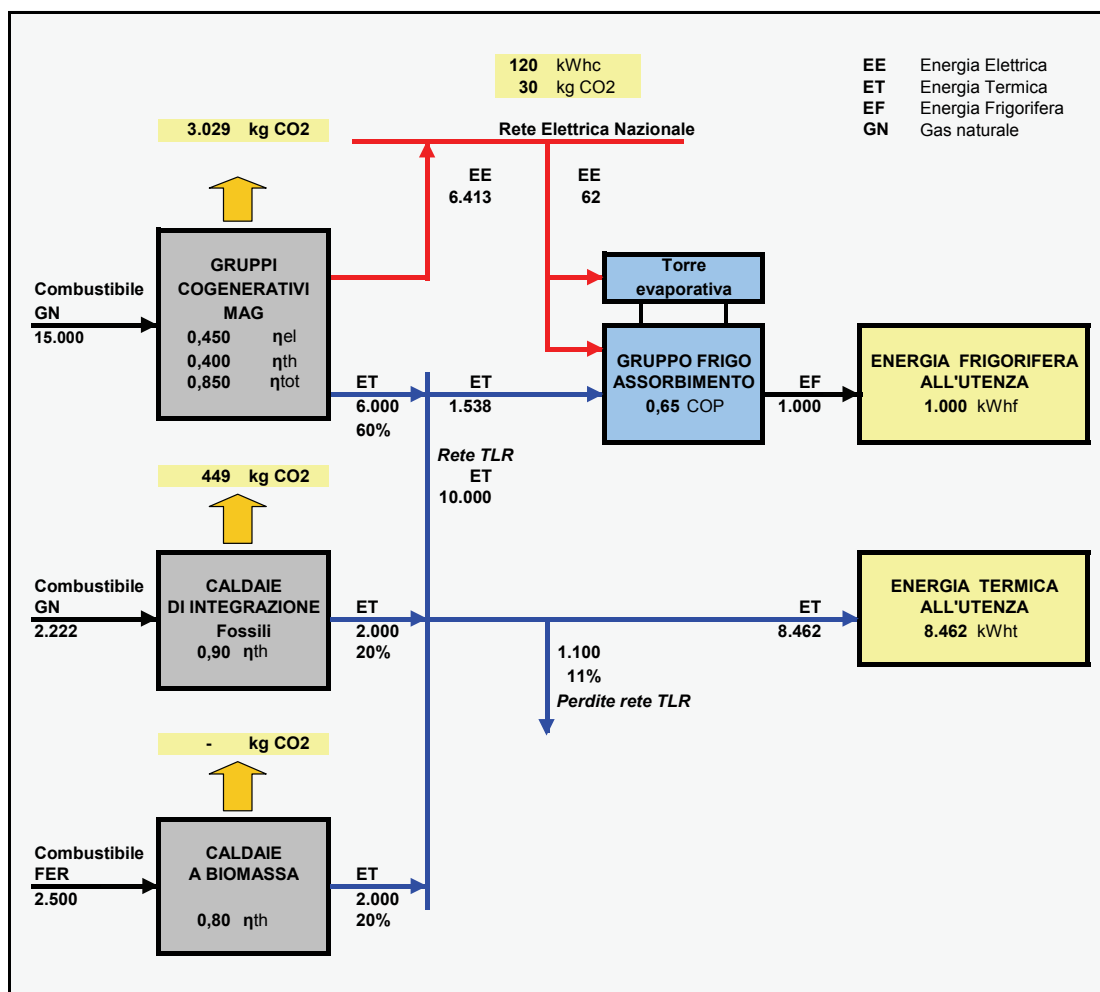 120 kWhc
30 kg CO2
EE Energia Elettrica
ET Energia Termica
EF Energia Frigorifera
GN Gas naturale
3.029 kg CO2
Rete Elettrica Nazionale
EE
6.413
EE
62
Combustibile
GN
15.000
GRUPPI
COGENERATIVI
MAG
0,450 ηel
0,400 ηth
0,850 ηtot
Torre
evaporativa
GRUPPO FRIGO
ASSORBIMENTO
0,65 COP
EF
1.000
ENERGIA FRIGORIFERA
ALL'UTENZA
1.000 kWhf
ET
6.000
60%
ET
1.538
Rete TLR
ET
10.000
449 kg CO2
Combustibile
GN
2.222
CALDAIE
DI INTEGRAZIONE
Fossili
0,90 ηth
ET
2.000
20%
1.100
11%
Perdite rete TLR
ET
8.462
ENERGIA TERMICA
ALL'UTENZA
8.462 kWht
- kg CO2
Combustibile
FER
2.500
CALDAIE
A BIOMASSA
0,80 ηth
ET
2.000
20%